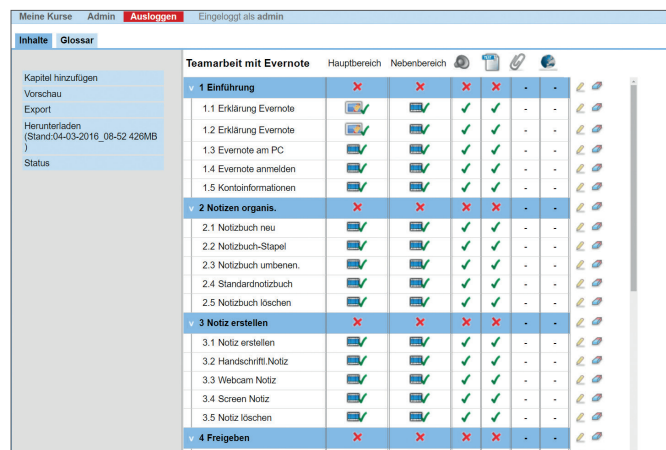 Meine Kurse Admin Ausloggen Eingeloggt als admin
Inhalte Glossar
Kapitel hinzufügen
Vorschau
Export
Herunterladen
(Stand:04-03-2016_08-52 426MB
)
Status
Teamarbeit mit Evernote Hauptbereich Nebenbereich
v 1 Einführung - -
1.1 Erklärung Evernote - -
1.2 Erklärung Evernote - -
1.3 Evernote am PC - -
1.4 Evernote anmelden - -
1.5 Kontoinformationen - -
v 2 Notizen organis. - -
2.1 Notizbuch neu - -
2.2 Notizbuch-Stapel - -
2.3 Notizbuch umbenen. - -
2.4 Standardnotizbuch - -
2.5 Notizbuch löschen - -
v 3 Notiz erstellen - -
3.1 Notiz erstellen - -
3.2 Handschriftl.Notiz - -
3.3 Webcam Notiz - -
3.4 Screen Notiz - -
3.5 Notiz löschen - -
v 4 Freigeben - -